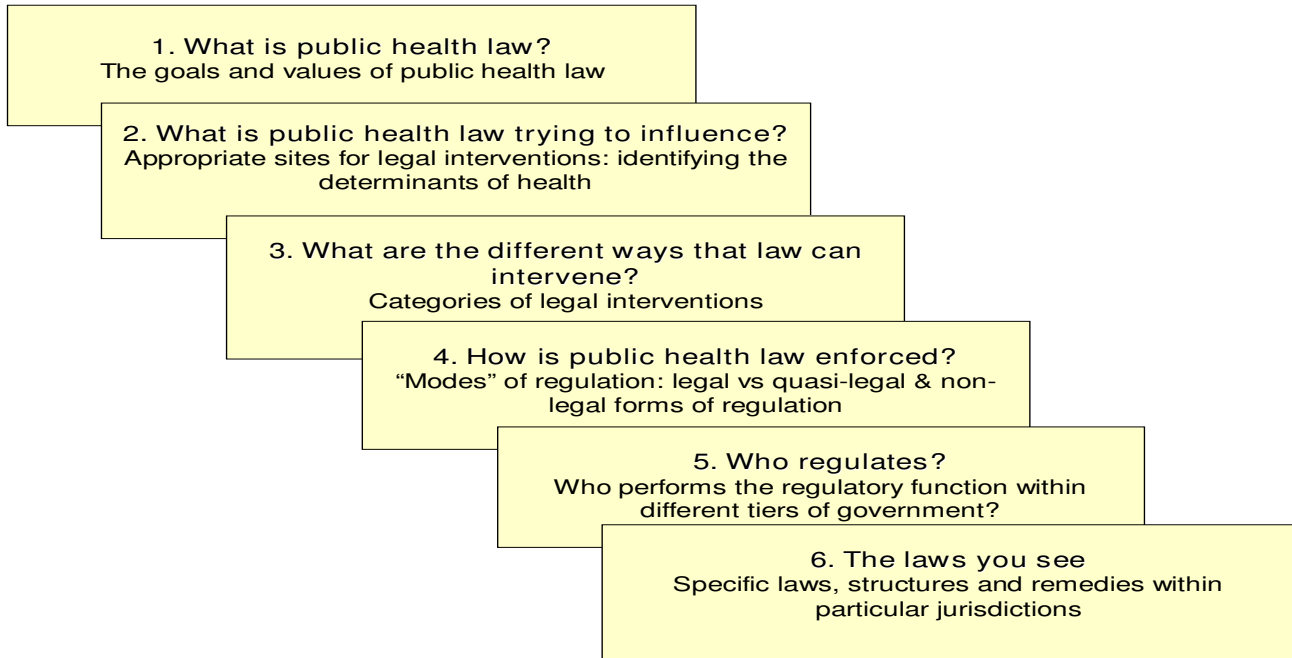 1. What is public health law?
The goals and values of public health law
2. What is public health law trying to influence?
Appropriate sites for legal interventions: identifying the
determinants of health
3. What are the different ways that law can
intervene?
Categories of legal interventions
4. How is public health law enforced?
“Modes” of regulation: legal vs quasi-legal & non-
legal forms of regulation
5. Who regulates?
Who performs the regulatory function within
different tiers of government?
6. The laws you see
Specific laws, structures and remedies within
particular jurisdictions